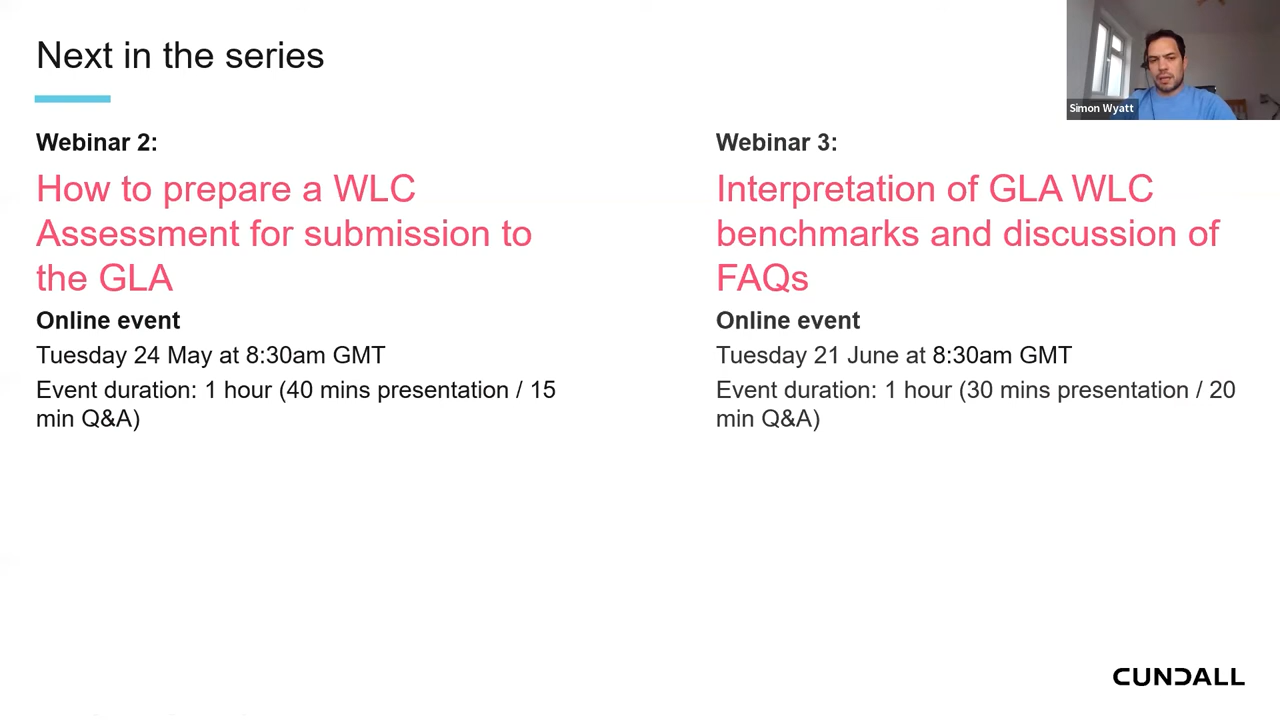 Next in the series
Simon Wyatt
Webinar 2:
How to prepare a WLC
Assessment for submission to
the GLA
Online event
Tuesday 24 May at 8:30am GMT
Event duration: 1 hour (40 mins presentation / 15
min Q&A)
Webinar 3:
Interpretation of GLA WLC
benchmarks and discussion of
FAQs
Online event
Tuesday 21 June at 8:30am GMT
Event duration: 1 hour (30 mins presentation / 20
min Q&A)
CUNDALL